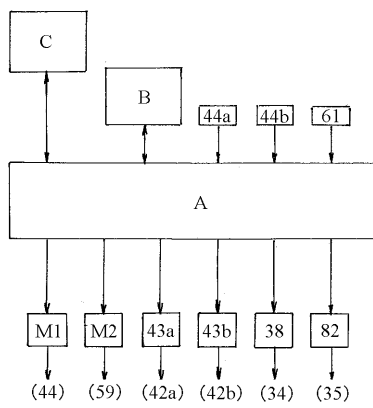 C
B
44a 44b 61
A
M1 M2 43a 43b 38 82
(44) (59) (42a) (42b) (34) (35)